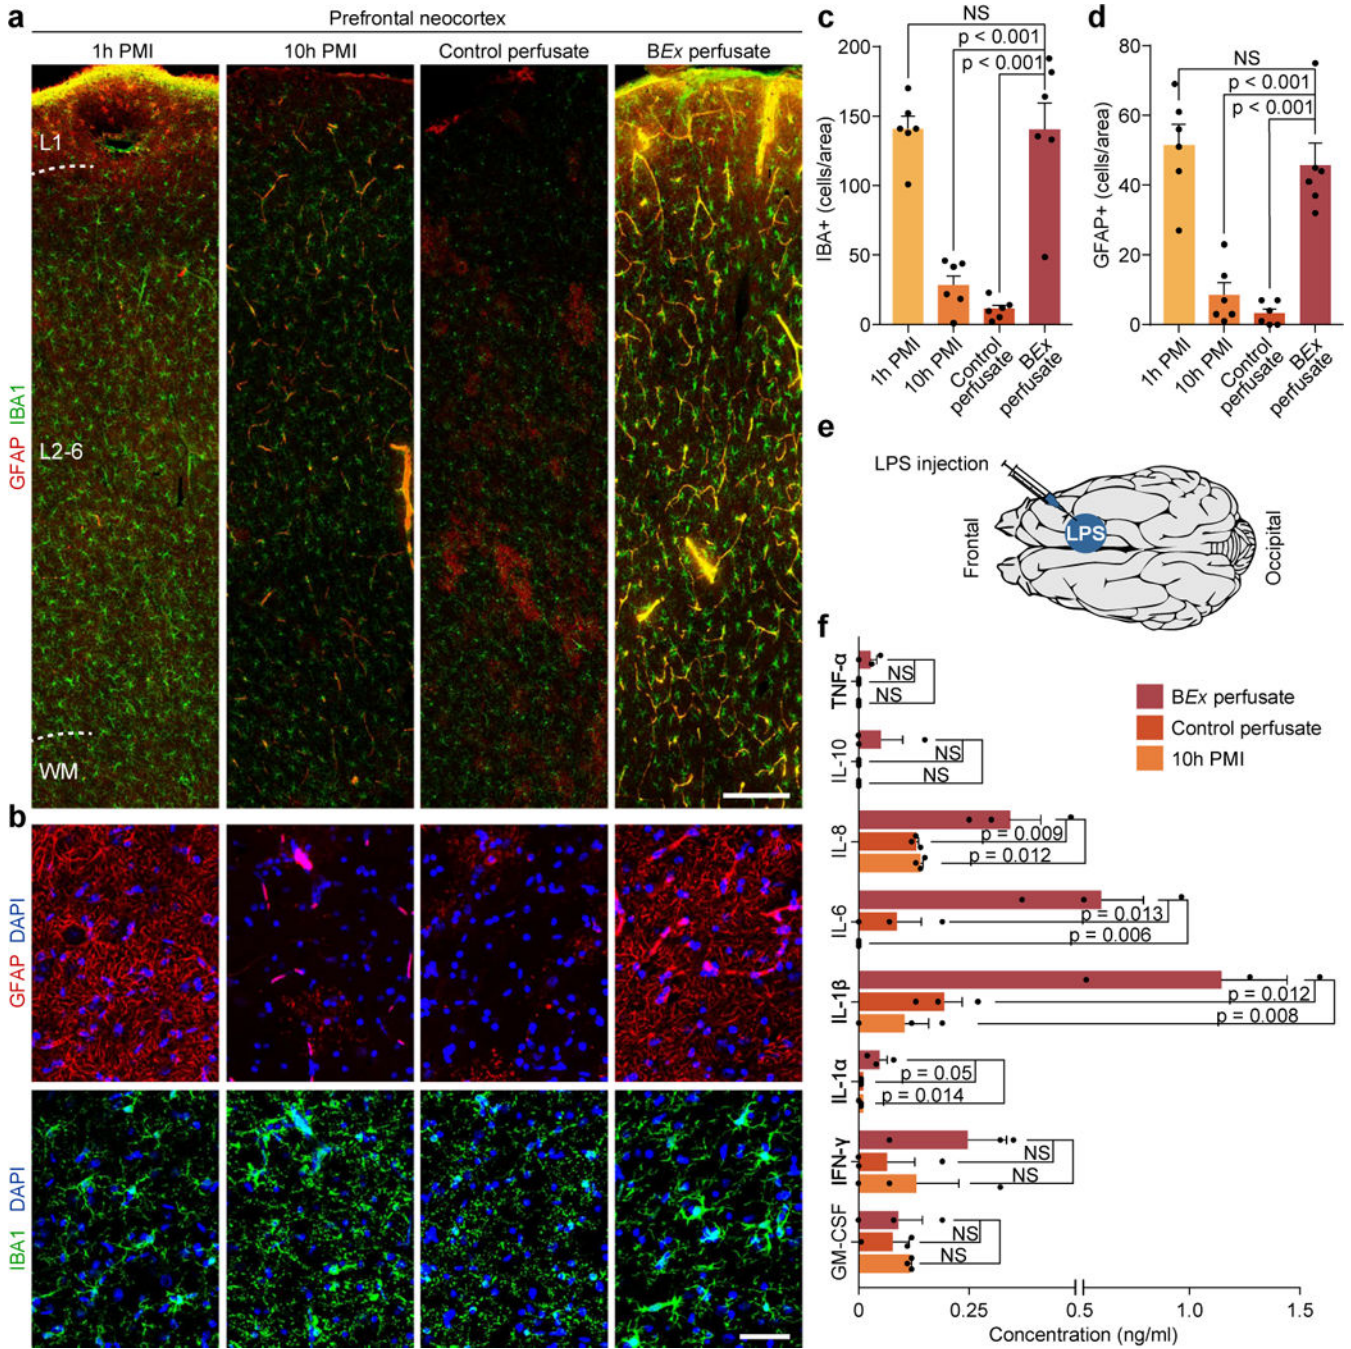 a
Prefrontal neocortex
1h PMI
10h PMI
Control perfusate
BEx perfusate
L1
L2-6
WM
GFAP IBA1
b
GFAP DAPI
IBA1 DAPI
c
NS
p < 0.001
p < 0.001
200
150
100
50
0
IBA+ (cells/area)
1h PMI
10h PMI
Control
perfusate
BEx
perfusate
d
NS
p < 0.001
p < 0.001
80
60
40
20
0
GFAP+ (cells/area)
1h PMI
10h PMI
Control
perfusate
BEx
perfusate
e
LPS injection
LPS
Frontal
Occipital
f
BEx perfusate
Control perfusate
10h PMI
TNF-α
NS
NS
IL-10
NS
NS
IL-8
p = 0.009
p = 0.012
IL-6
p = 0.013
p = 0.006
IL-1β
p = 0.012
p = 0.008
IL-1α
p = 0.05
p = 0.014
IFN-γ
NS
NS
GM-CSF
NS
NS
0
0.25
0.5
1.0
1.5
Concentration (ng/ml)